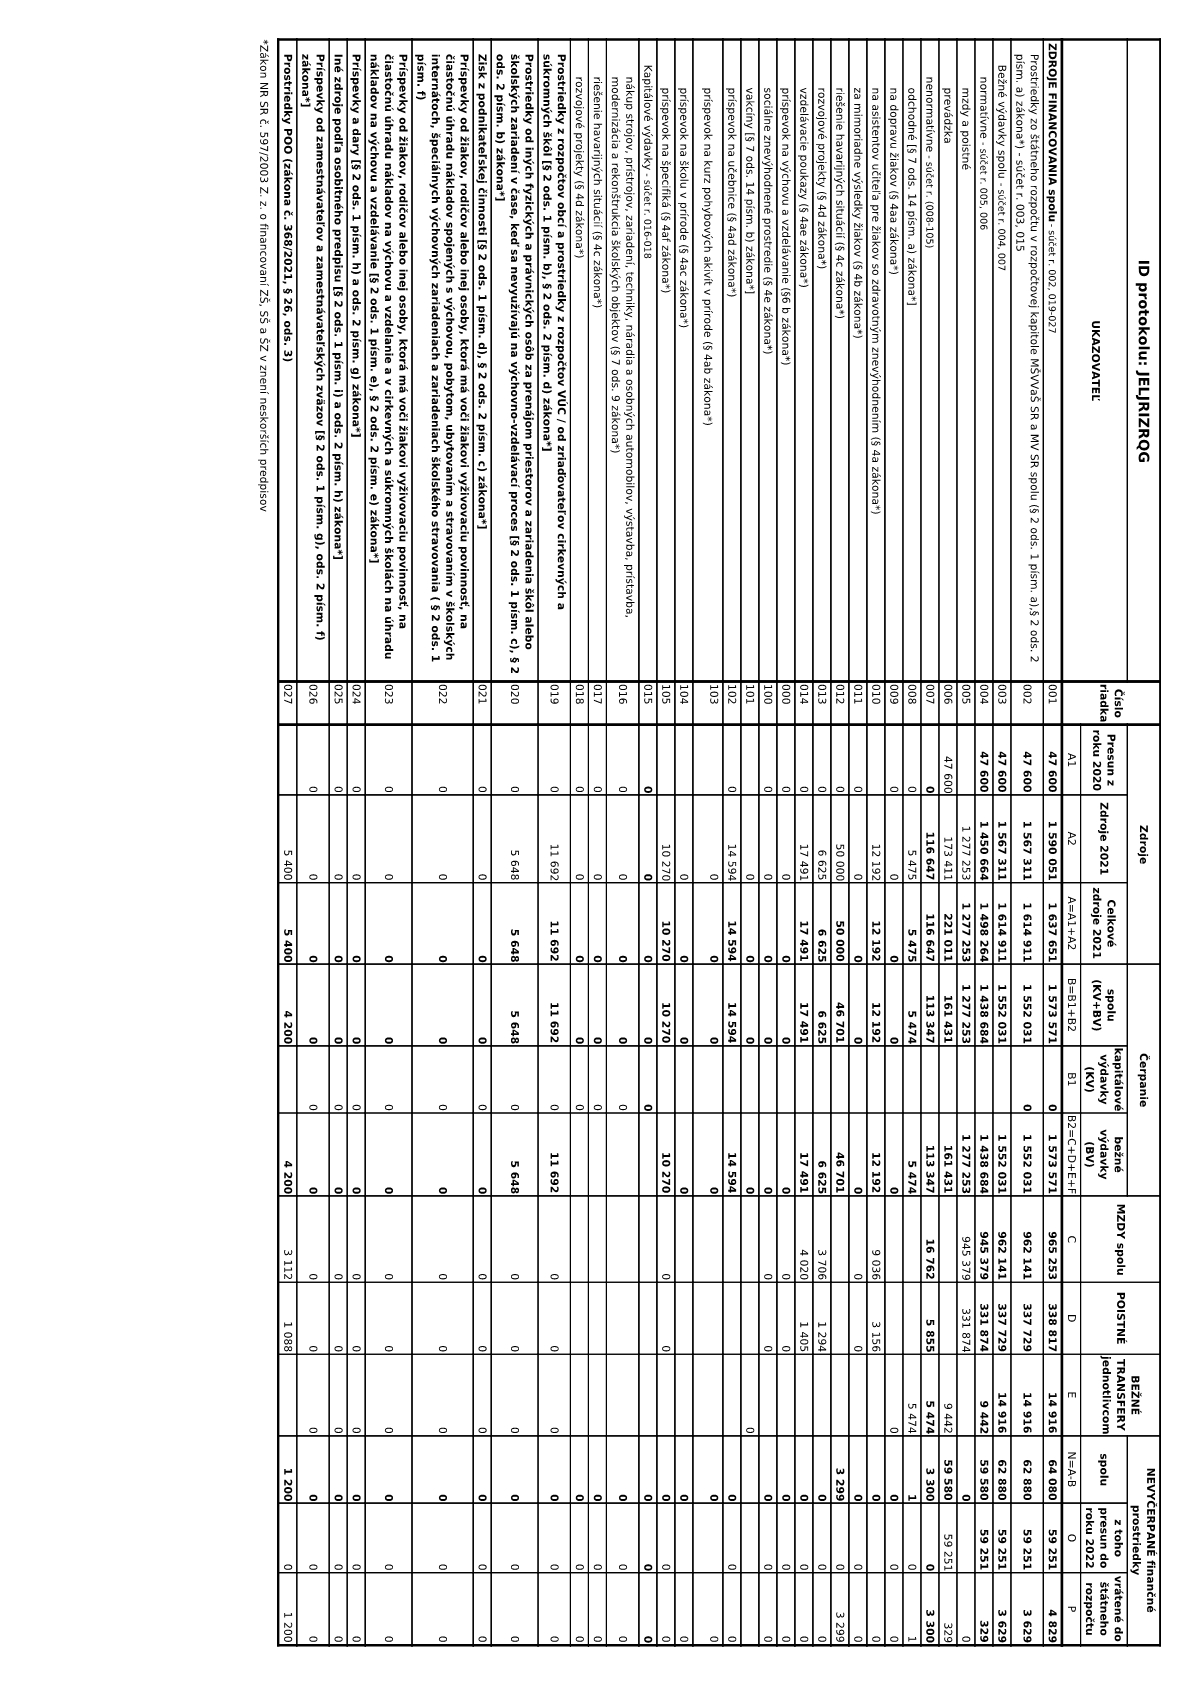 ID protokolu: JELJRIZRQG
UKAZOVATEĽ | Číslo riadka | Zdroje | Čerpanie | MZDY spolu | POISTNÉ | BEŽNÉ TRANSFERY jednotlivcom | NEVYČERPANÉ finančné prostriedky
Presun z roku 2020 | Zdroje 2021 | Celkové zdroje 2021 | spolu (KV+BV) | kapitálové výdavky (KV) | bežné výdavky (BV) | spolu | z toho presun do roku 2022 | vrátené do štátneho rozpočtu
A1 | A2 | A=A1+A2 | B=B1+B2 | B1 | B2=C+D+E+F | C | D | E | N=A-B | O | P
ZDROJE FINANCOVANIA spolu - súčet r. 002, 019-027 | 001 | 47 600 | 1 590 051 | 1 637 651 | 1 573 571 | 0 | 1 573 571 | 965 253 | 338 817 | 14 916 | 64 080 | 59 251 | 4 829
Prostriedky zo štátneho rozpočtu v rozpočtovej kapitole MŠVVaŠ SR a MV SR spolu (§ 2 ods. 1 písm. a),§ 2 ods. 2
písm. a) zákona*) - súčet r. 003, 015 | 002 | 47 600 | 1 567 311 | 1 614 911 | 1 552 031 | 0 | 1 552 031 | 962 141 | 337 729 | 14 916 | 62 880 | 59 251 | 3 629
Bežné výdavky spolu - súčet r. 004, 007 | 003 | 47 600 | 1 567 311 | 1 614 911 | 1 552 031 | 1 552 031 | 962 141 | 337 729 | 14 916 | 62 880 | 59 251 | 3 629
normatívne - súčet r. 005, 006 | 004 | 47 600 | 1 450 664 | 1 498 264 | 1 438 684 | 1 438 684 | 945 379 | 331 874 | 9 442 | 59 580 | 59 251 | 329
mzdy a poistné | 005 | 1 277 253 | 1 277 253 | 1 277 253 | 1 277 253 | 945 379 | 331 874 | 0 | 0
prevádzka | 006 | 47 600 | 173 411 | 221 011 | 161 431 | 161 431 | 9 442 | 59 580 | 59 251 | 329
nenormatívne - súčet r. (008-105) | 007 | 0 | 116 647 | 116 647 | 113 347 | 113 347 | 16 762 | 5 855 | 5 474 | 3 300 | 0 | 3 300
odchodné [§ 7 ods. 14 písm. a) zákona*] | 008 | 0 | 5 475 | 5 475 | 5 474 | 5 474 | 5 474 | 1 | 0 | 1
na dopravu žiakov (§ 4aa zákona*) | 009 | 0 | 0 | 0 | 0 | 0 | 0 | 0 | 0 | 0
na asistentov učiteľa pre žiakov so zdravotným znevýhodnením (§ 4a zákona*) | 010 | 12 192 | 12 192 | 12 192 | 12 192 | 9 036 | 3 156 | 0 | 0
za mimoriadne výsledky žiakov (§ 4b zákona*) | 011 | 0 | 0 | 0 | 0 | 0 | 0 | 0 | 0 | 0 | 0
riešenie havarijných situácií (§ 4c zákona*) | 012 | 0 | 50 000 | 50 000 | 46 701 | 46 701 | 3 299 | 0 | 3 299
rozvojové projekty (§ 4d zákona*) | 013 | 0 | 6 625 | 6 625 | 6 625 | 6 625 | 3 706 | 1 294 | 0 | 0 | 0
vzdelávacie poukazy (§ 4ae zákona*) | 014 | 0 | 17 491 | 17 491 | 17 491 | 17 491 | 4 020 | 1 405 | 0 | 0 | 0
príspevok na výchovu a vzdelávanie (§6 b zákona*) | 000 | 0 | 0 | 0 | 0 | 0 | 0 | 0 | 0 | 0 | 0
sociálne znevýhodnené prostredie (§ 4e zákona*) | 100 | 0 | 0 | 0 | 0 | 0 | 0 | 0 | 0 | 0 | 0
vakcíny [§ 7 ods. 14 písm. b) zákona*] | 101 | 0 | 0 | 0 | 0 | 0 | 0 | 0
príspevok na učebnice (§ 4ad zákona*) | 102 | 0 | 14 594 | 14 594 | 14 594 | 14 594 | 0 | 0 | 0
príspevok na kurz pohybových akivít v prírode (§ 4ab zákona*) | 103 | 0 | 0 | 0 | 0 | 0 | 0
príspevok na školu v prírode (§ 4ac zákona*) | 104 | 0 | 0 | 0 | 0 | 0 | 0
príspevok na špecifiká (§ 4af zákona*) | 105 | 0 | 10 270 | 10 270 | 10 270 | 10 270 | 0 | 0 | 0 | 0 | 0
Kapitálové výdavky - súčet r. 016-018 | 015 | 0 | 0 | 0 | 0 | 0 | 0 | 0 | 0
nákup strojov, prístrojov, zariadení, techniky, náradia a osobných automobilov, výstavba, prístavba,
modernizácia a rekonštrukcia školských objektov (§ 7 ods. 9 zákona*) | 016 | 0 | 0 | 0 | 0 | 0 | 0 | 0 | 0
riešenie havarijných situácií (§ 4c zákona*) | 017 | 0 | 0 | 0 | 0 | 0 | 0 | 0 | 0
rozvojové projekty (§ 4d zákona*) | 018 | 0 | 0 | 0 | 0 | 0 | 0 | 0 | 0
Prostriedky z rozpočtov obcí a prostriedky z rozpočtov VÚC / od zriaďovateľov cirkevných a
súkromných škôl [§ 2 ods. 1 písm. b), § 2 ods. 2 písm. d) zákona*] | 019 | 0 | 11 692 | 11 692 | 11 692 | 0 | 11 692 | 0 | 0 | 0 | 0 | 0 | 0
Prostriedky od iných fyzických a právnických osôb za prenájom priestorov a zariadenia škôl alebo
školských zariadení v čase, keď sa nevyužívajú na výchovno-vzdelávací proces [§ 2 ods. 1 písm. c), § 2
ods. 2 písm. b) zákona*] | 020 | 0 | 5 648 | 5 648 | 5 648 | 0 | 5 648 | 0 | 0 | 0 | 0 | 0 | 0
Zisk z podnikateľskej činnosti [§ 2 ods. 1 písm. d), § 2 ods. 2 písm. c) zákona*] | 021 | 0 | 0 | 0 | 0 | 0 | 0 | 0 | 0 | 0 | 0 | 0 | 0
Príspevky od žiakov, rodičov alebo inej osoby, ktorá má voči žiakovi vyživovaciu povinnosť, na
čiastočnú úhradu nákladov spojených s výchovou, pobytom, ubytovaním a stravovaním v školských
internátoch, špeciálnych výchovných zariadeniach a zariadeniach školského stravovania ( § 2 ods. 1
písm. f) | 022 | 0 | 0 | 0 | 0 | 0 | 0 | 0 | 0 | 0 | 0 | 0 | 0
Príspevky od žiakov, rodičov alebo inej osoby, ktorá má voči žiakovi vyživovaciu povinnosť, na
čiastočnú úhradu nákladov na výchovu a vzdelanie a v cirkevných a súkromných školách na úhradu
nákladov na výchovu a vzdelávanie [§ 2 ods. 1 písm. e), § 2 ods. 2 písm. e) zákona*] | 023 | 0 | 0 | 0 | 0 | 0 | 0 | 0 | 0 | 0 | 0 | 0 | 0
Príspevky a dary [§ 2 ods. 1 písm. h) a ods. 2 písm. g) zákona*] | 024 | 0 | 0 | 0 | 0 | 0 | 0 | 0 | 0 | 0 | 0 | 0 | 0
Iné zdroje podľa osobitného predpisu [§ 2 ods. 1 písm. i) a ods. 2 písm. h) zákona*] | 025 | 0 | 0 | 0 | 0 | 0 | 0 | 0 | 0 | 0 | 0 | 0 | 0
Príspevky od zamestnávateľov a zamestnávateľských zväzov [§ 2 ods. 1 písm. g), ods. 2 písm. f)
zákona*] | 026 | 0 | 0 | 0 | 0 | 0 | 0 | 0 | 0 | 0 | 0 | 0 | 0
Prostriedky POO (zákona č. 368/2021, § 26, ods. 3) | 027 | 5 400 | 5 400 | 4 200 | 4 200 | 3 112 | 1 088 | 1 200 | 0 | 1 200
*Zákon NR SR č. 597/2003 Z. z. o financovaní ZŠ, SŠ a ŠZ v znení neskorších predpisov